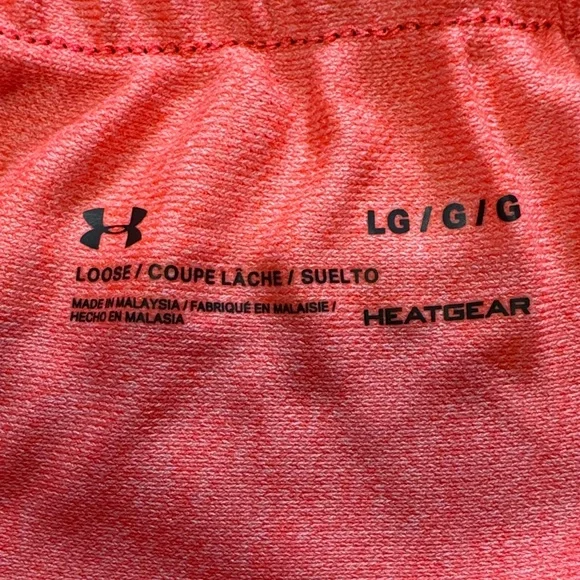 LG / G / G
LOOSE / COUPE LÂCHE / SUELTO
MADE IN MALAYSIA / FABRIQUÉ EN MALAISIE /
HECHO EN MALASIA
HEATGEAR